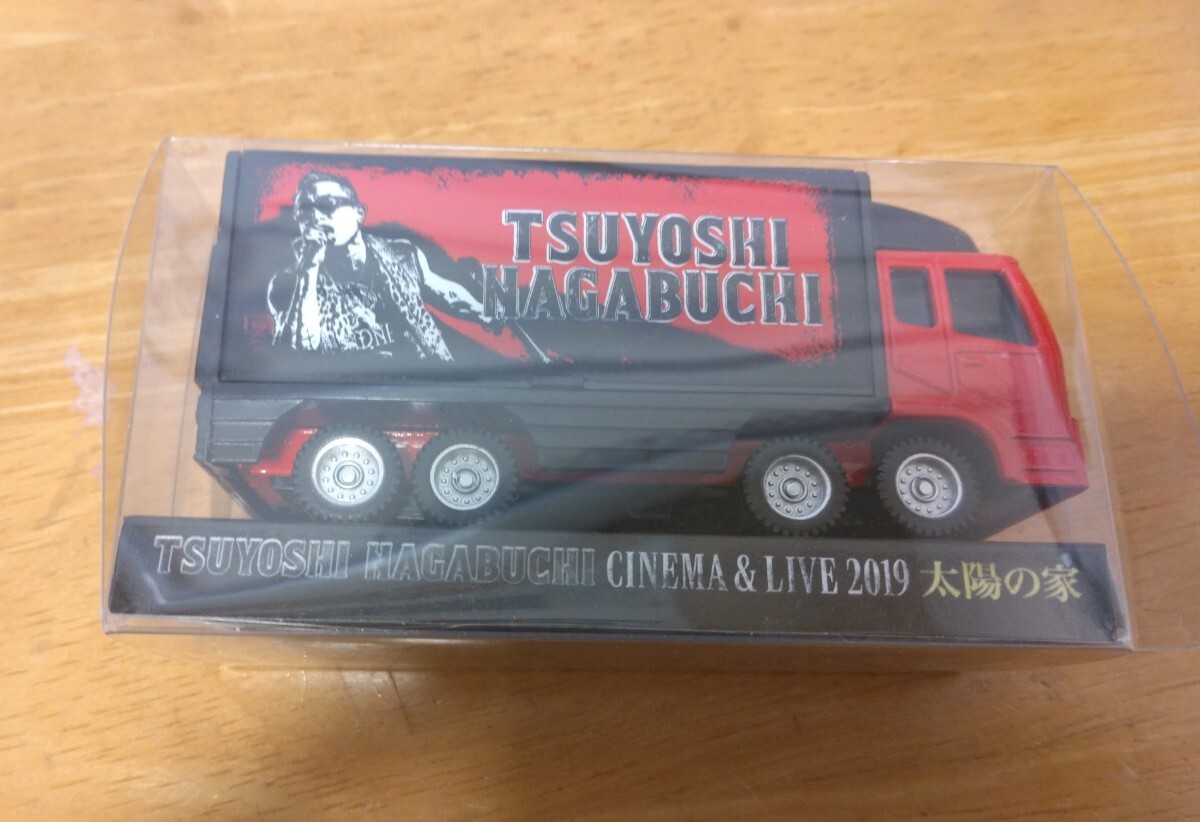 TSUYOSHI
NAGABUCHI
TSUYOSHI NAGABUCHI CINEMA & LIVE 2019 太陽の家